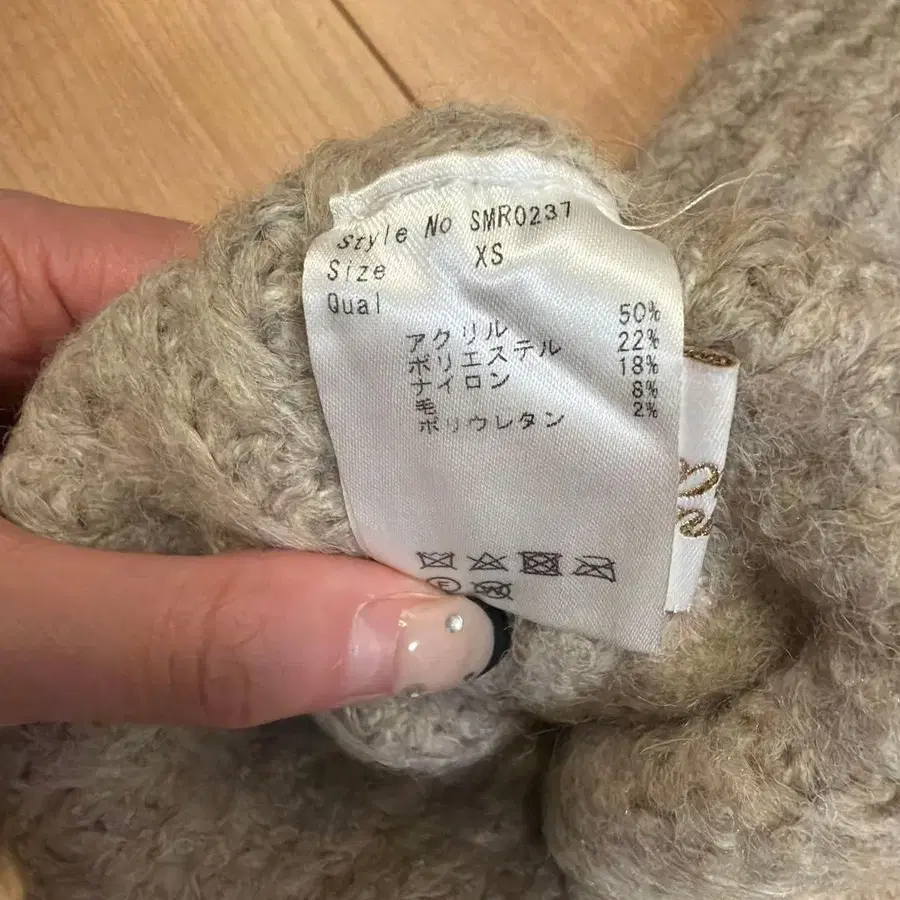 Style No SMR0237
Size XS
Qual
アクリル 50%
ポリエステル 22%
ナイロン 18%
毛 8%
ポリウレタン 2%